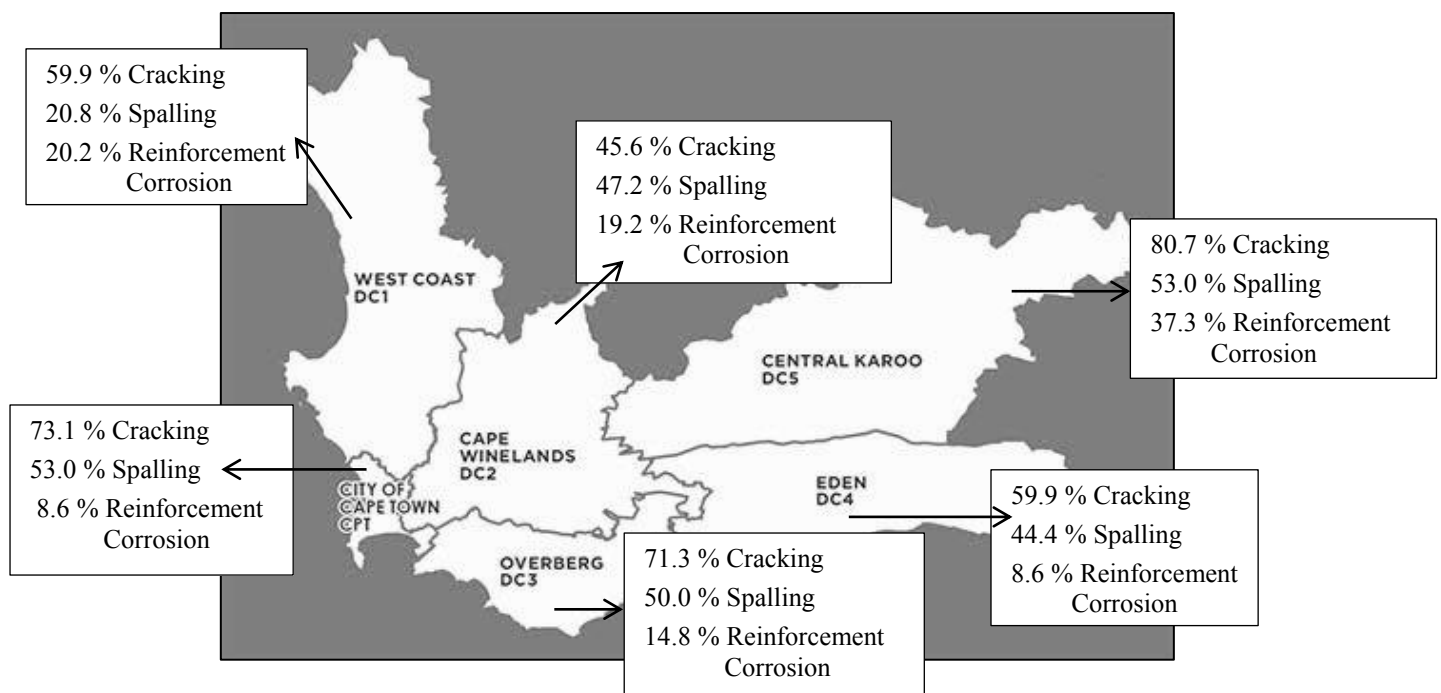 59.9 % Cracking
20.8 % Spalling
20.2 % Reinforcement
Corrosion
45.6 % Cracking
47.2 % Spalling
19.2 % Reinforcement
Corrosion
80.7 % Cracking
53.0 % Spalling
37.3 % Reinforcement
Corrosion
WEST COAST
DC1
CENTRAL KAROO
DC5
73.1 % Cracking
53.0 % Spalling
8.6 % Reinforcement
Corrosion
CITY OF
CAPE TOWN
CPT
CAPE
WINELANDS
DC2
EDEN
DC4
59.9 % Cracking
44.4 % Spalling
8.6 % Reinforcement
Corrosion
OVERBERG
DC3
71.3 % Cracking
50.0 % Spalling
14.8 % Reinforcement
Corrosion